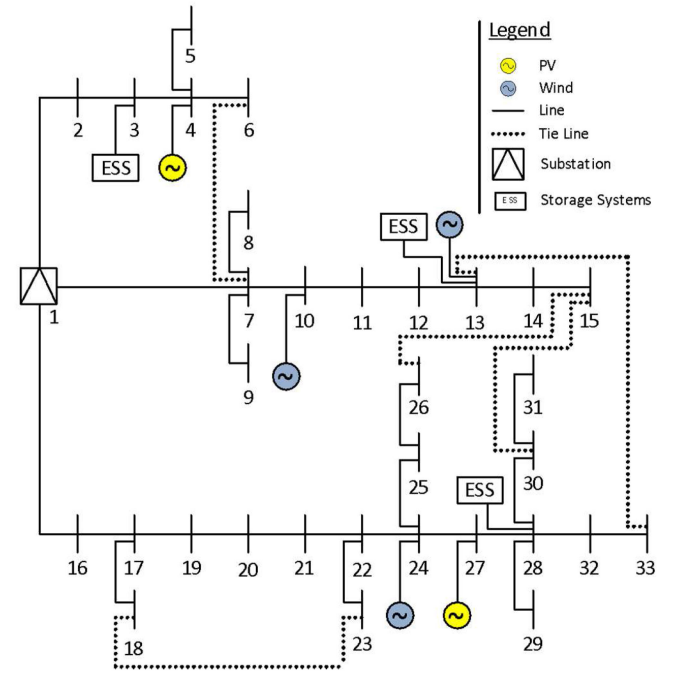 Legend
PV
Wind
Line
Tie Line
Substation
ESS Storage Systems
5
2 3 4 6
ESS
8
ESS
1
7 10 11 12 13 14 15
9
26 31
25 30
ESS
16 17 19 20 21 22 24 27 28 32 33
18 23 29